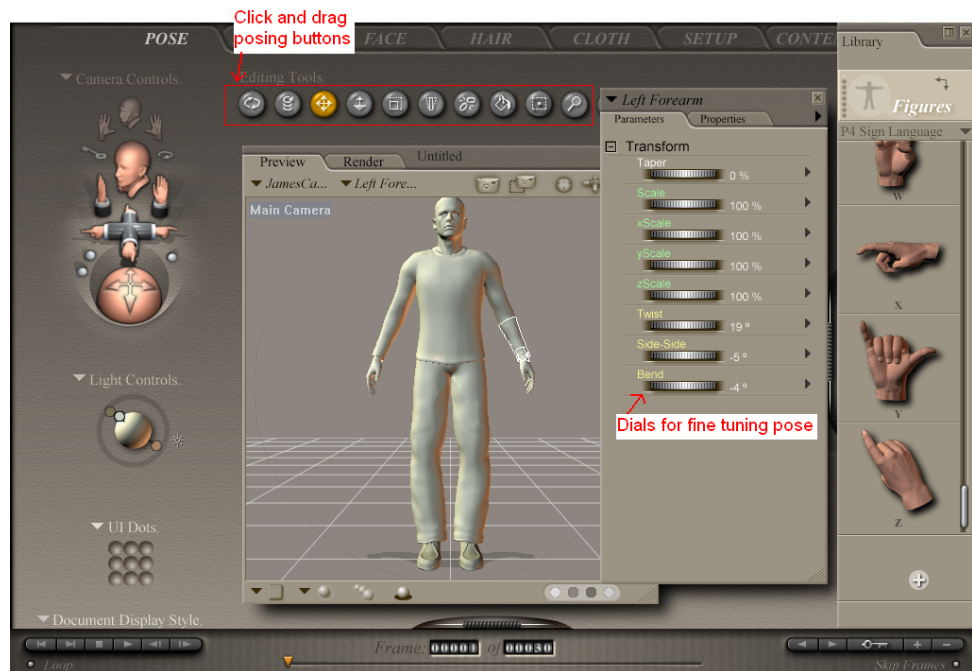 Click and drag
posing buttons
POSE
FACE
HAIR
CLOTH
SETUP
CONTE
Library
Camera Controls.
Editing Tools.
Figures
P4 Sign Language
Left Forearm
Parameters
Properties
Transform
Taper
0 %
Scale
100 %
xScale
100 %
yScale
100 %
zScale
100 %
Twist
19 º
Side-Side
-5 º
Bend
-4 º
Dials for fine tuning pose
Preview
Render
Untitled
JamesCa...
Left Fore...
Main Camera
W
X
Y
Z
Light Controls.
UI Dots.
Document Display Style.
Frame: 00001 of 00030
Loop
Skip Frames